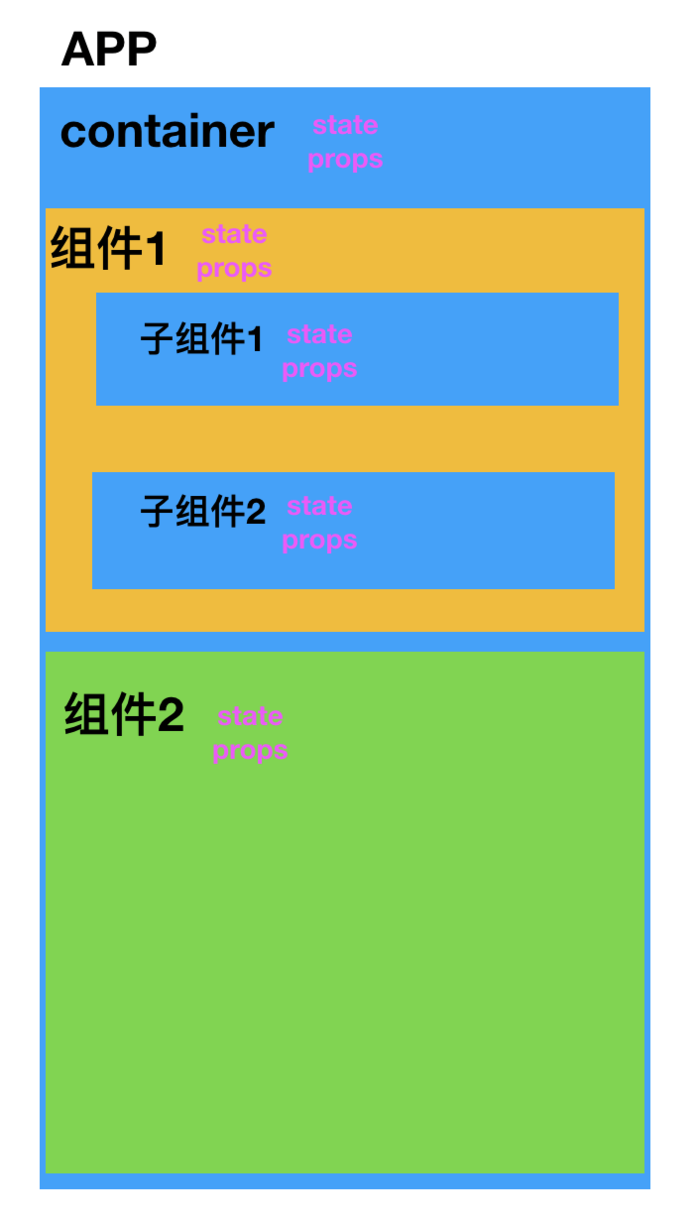 APP
container
state
props
组件1
state
props
子组件1
state
props
子组件2
state
props
组件2
state
props